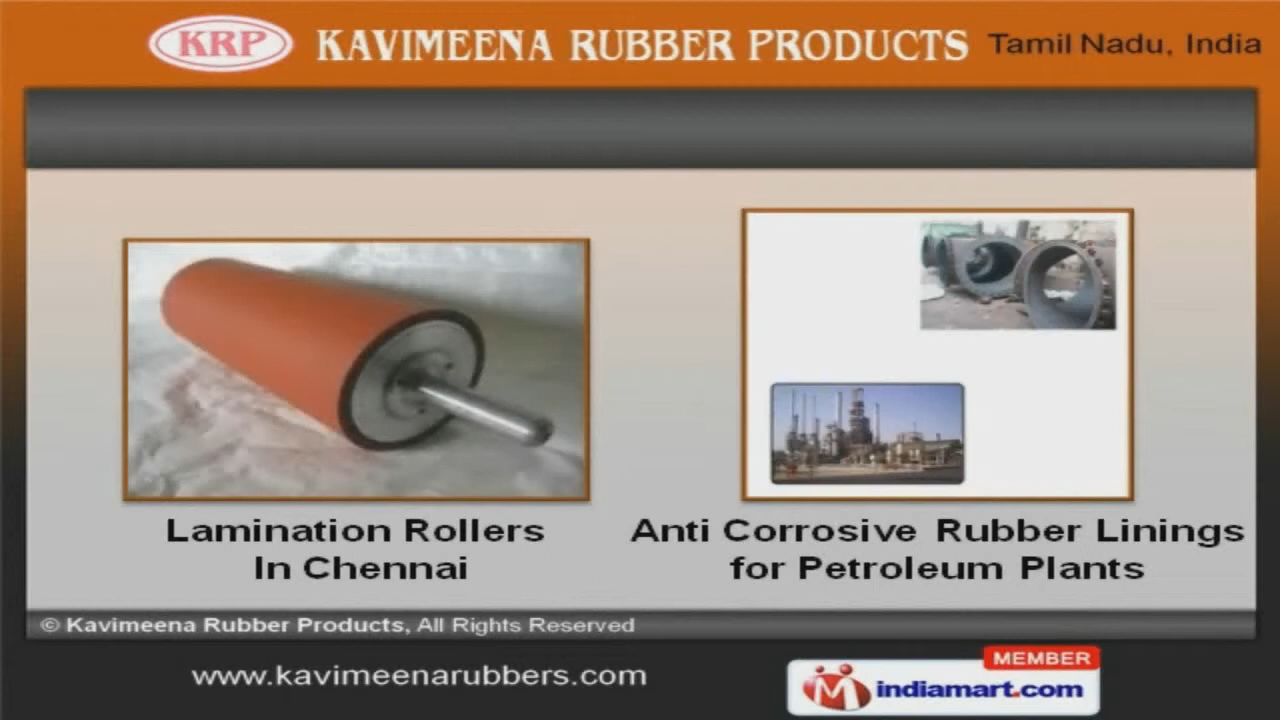 KRP KAVIMEENA RUBBER PRODUCTS Tamil Nadu, India
Lamination Rollers
In Chennai
Anti Corrosive Rubber Linings
for Petroleum Plants
© Kavimeena Rubber Products, All Rights Reserved
www.kavimeenarubbers.com
MEMBER
indiamart.com